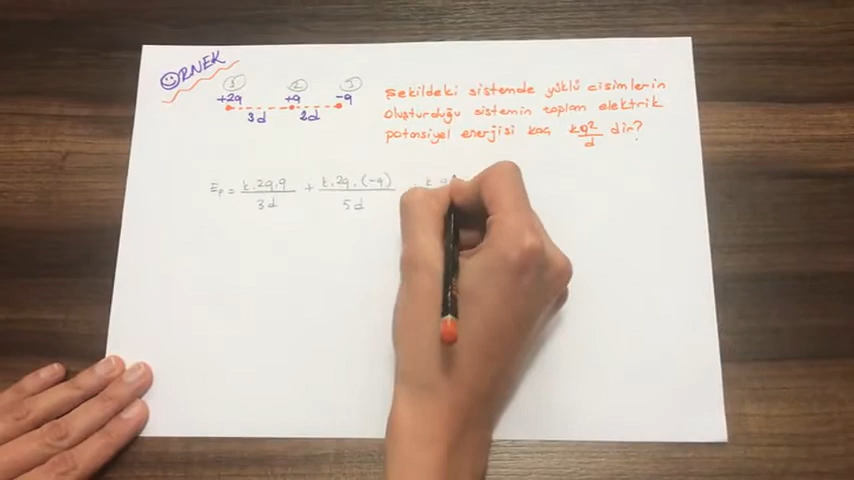 ÖRNEK
1 2 3
+2q +q -q
3d 2d
Şekildeki sistemde yüklü cisimlerin
oluşturduğu sistemin toplam elektrik
potansiyel enerjisi kaç kq²/d dir?
Ep = k.2q.q/3d + k.2q.(-q)/5d + k.q